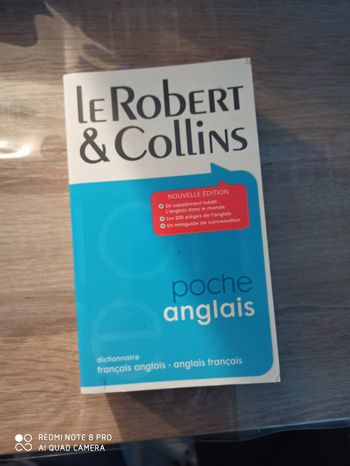 LE ROBERT
& COLLINS
NOUVELLE ÉDITION
Un supplément inédit :
L'anglais dans le monde
Les 200 pièges de l'anglais
Un miniguide de conversation
poche
anglais
dictionnaire
français anglais - anglais français
REDMI NOTE 8 PRO
AI QUAD CAMERA